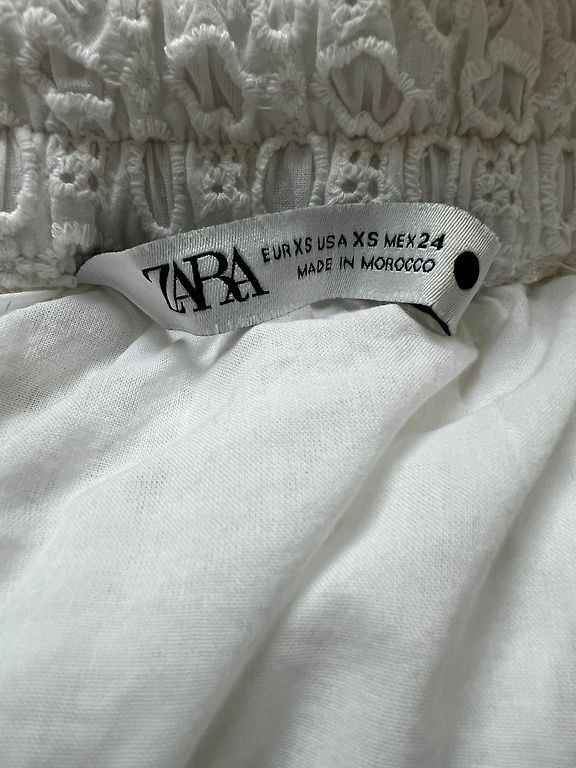 ZARA
EUR XS USA XS MEX 24
MADE IN MOROCCO